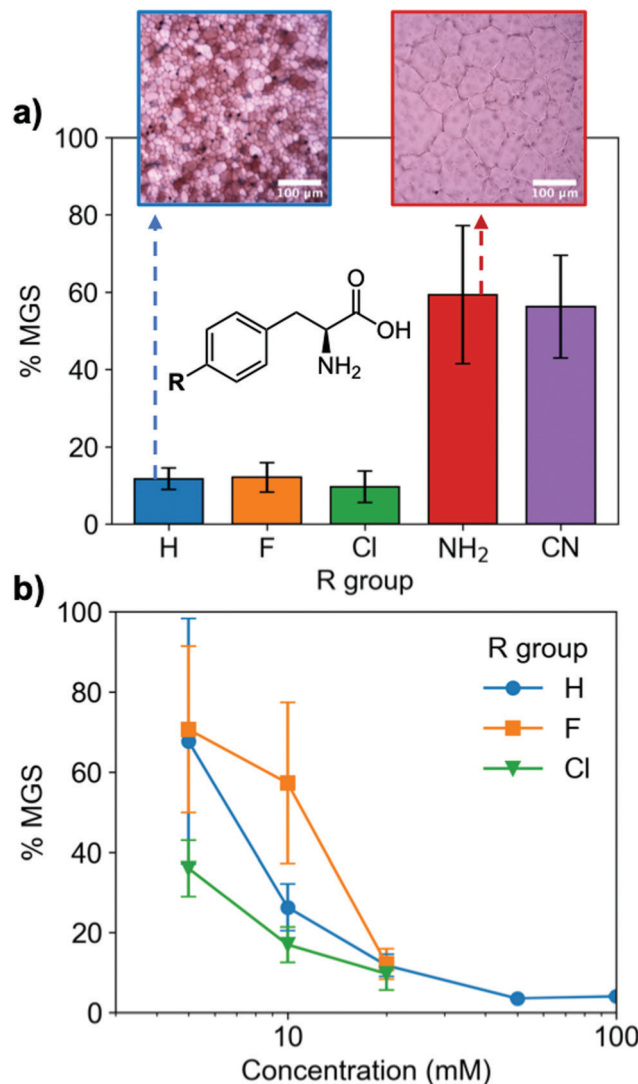 a)
100 µm
100 µm
% MGS
100
80
60
40
20
0
O
OH
NH₂
R
H
F
Cl
NH₂
CN
R group
b)
% MGS
100
80
60
40
20
0
R group
H
F
Cl
10
100
Concentration (mM)